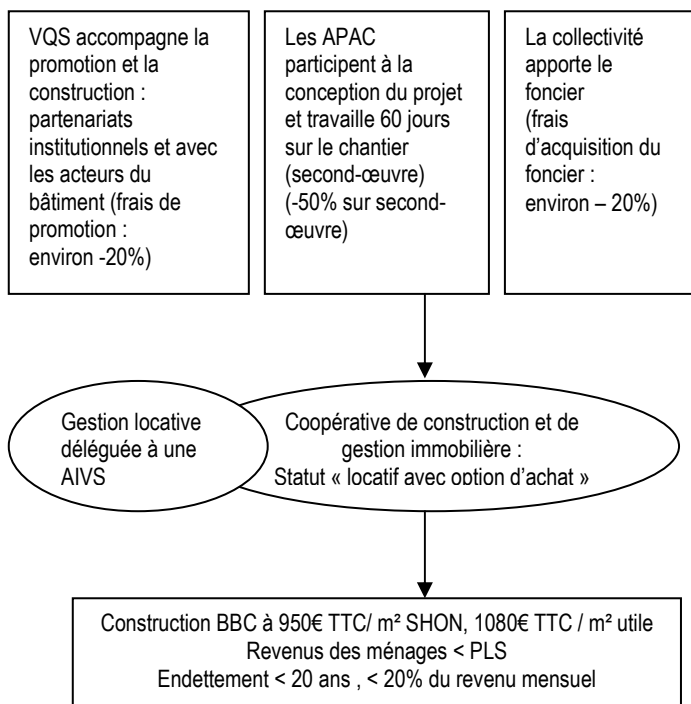 VQS accompagne la
promotion et la
construction :
partenariats
institutionnels et avec
les acteurs du
bâtiment (frais de
promotion :
environ -20%)
Les APAC
participent à la
conception du projet
et travaille 60 jours
sur le chantier
(second-œuvre)
(-50% sur second-
œuvre)
La collectivité
apporte le
foncier
(frais
d’acquisition du
foncier :
environ – 20%)
Gestion locative
déléguée à une
AIVS
Coopérative de construction et de
gestion immobilière :
Statut « locatif avec option d’achat »
Construction BBC à 950€ TTC/ m² SHON, 1080€ TTC / m² utile
Revenus des ménages < PLS
Endettement < 20 ans , < 20% du revenu mensuel